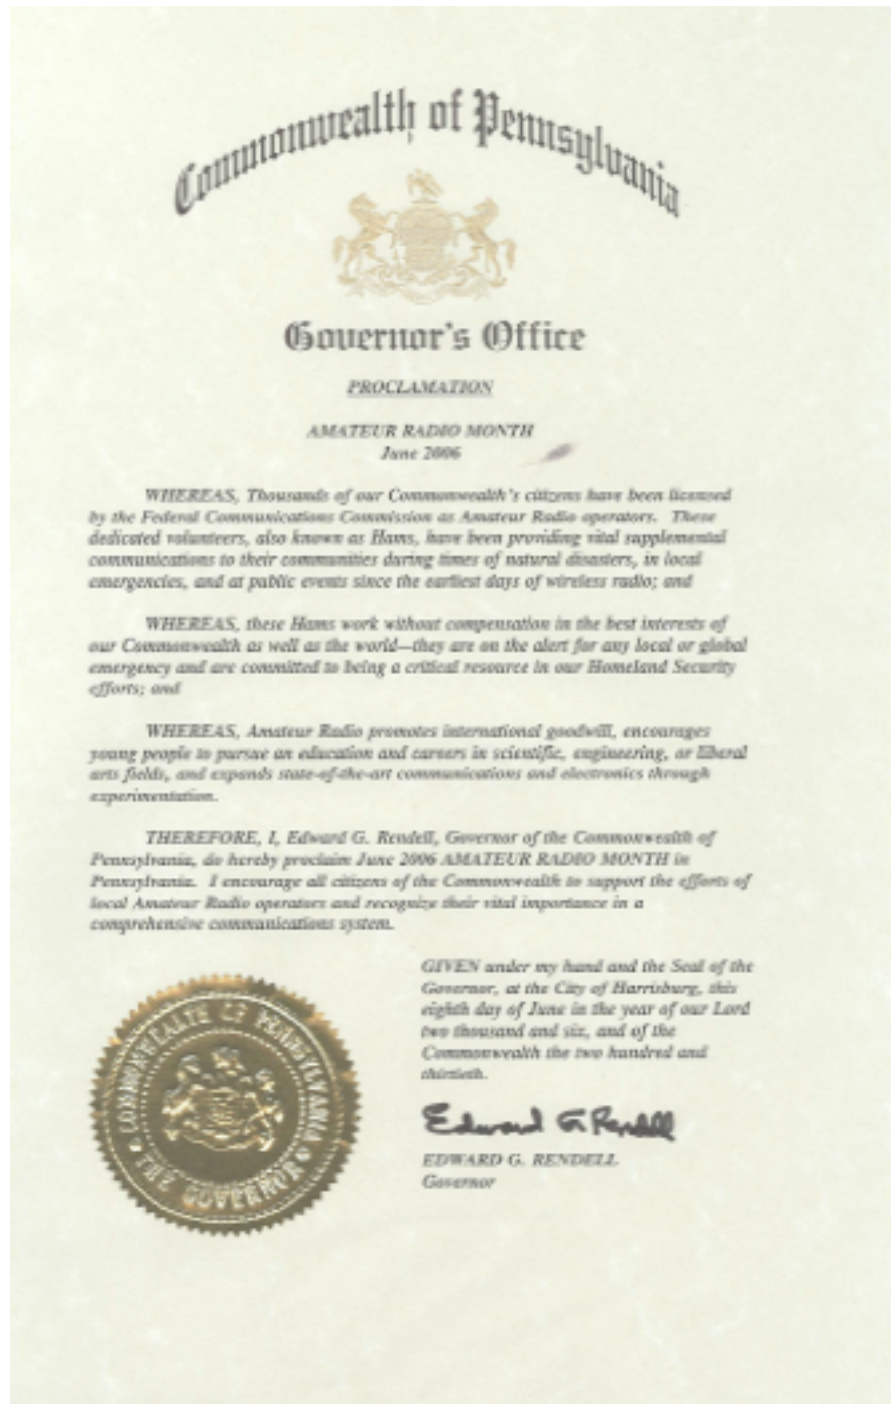 Commonwealth of Pennsylvania
Governor's Office
PROCLAMATION
AMATEUR RADIO MONTH
June 2006
WHEREAS, Thousands of our Commonwealth's citizens have been licensed
by the Federal Communications Commission as Amateur Radio operators. These
dedicated volunteers, also known as Hams, have been providing vital supplemental
communications to their communities during times of natural disasters, in local
emergencies, and at public events since the earliest days of wireless radio; and
WHEREAS, these Hams work without compensation in the best interests of
our Commonwealth as well as the world—they are on the alert for any local or global
emergency and are committed to being a critical resource in our Homeland Security
efforts; and
WHEREAS, Amateur Radio promotes international goodwill, encourages
young people to pursue an education and careers in scientific, engineering, or liberal
arts fields, and expands state-of-the-art communications and electronics through
experimentation.
THEREFORE, I, Edward G. Rendell, Governor of the Commonwealth of
Pennsylvania, do hereby proclaim June 2006 AMATEUR RADIO MONTH in
Pennsylvania. I encourage all citizens of the Commonwealth to support the efforts of
local Amateur Radio operators and recognize their vital importance in a
comprehensive communications system.
GIVEN under my hand and the Seal of the
Governor, at the City of Harrisburg, this
eighth day of June in the year of our Lord
two thousand and six, and of the
Commonwealth the two hundred and
thirtieth.
Edward G Rendell
EDWARD G. RENDELL
Governor
COMMONWEALTH OF PENNSYLVANIA
THE GOVERNOR